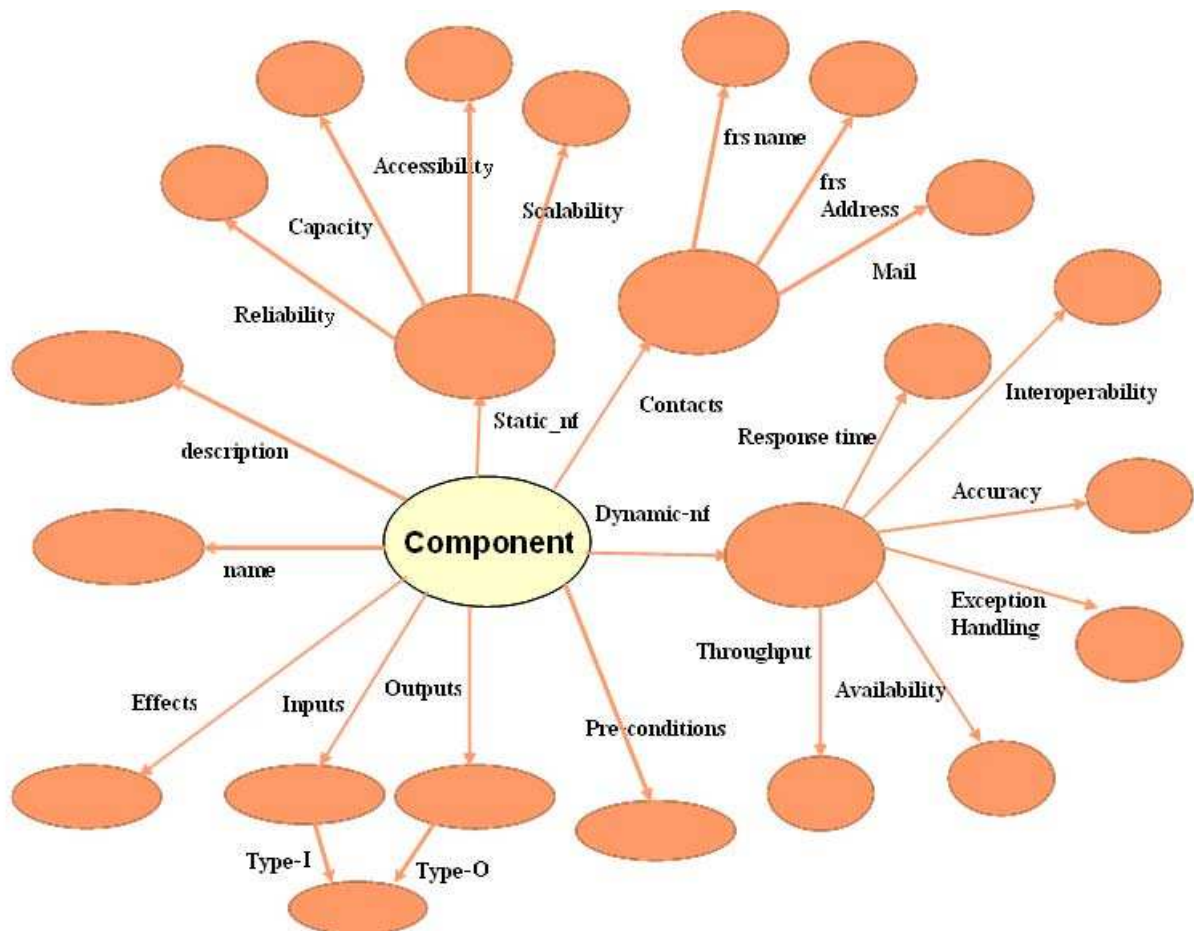 frs name
Accessibility
frs
Address
Scalability
Capacity
Mail
Reliability
Interoperability
Contacts
Static_nf
Response time
description
Accuracy
Dynamic-nf
Component
name
Exception
Handling
Throughput
Outputs
Availability
Effects
Inputs
Pre-conditions
Type-I
Type-O